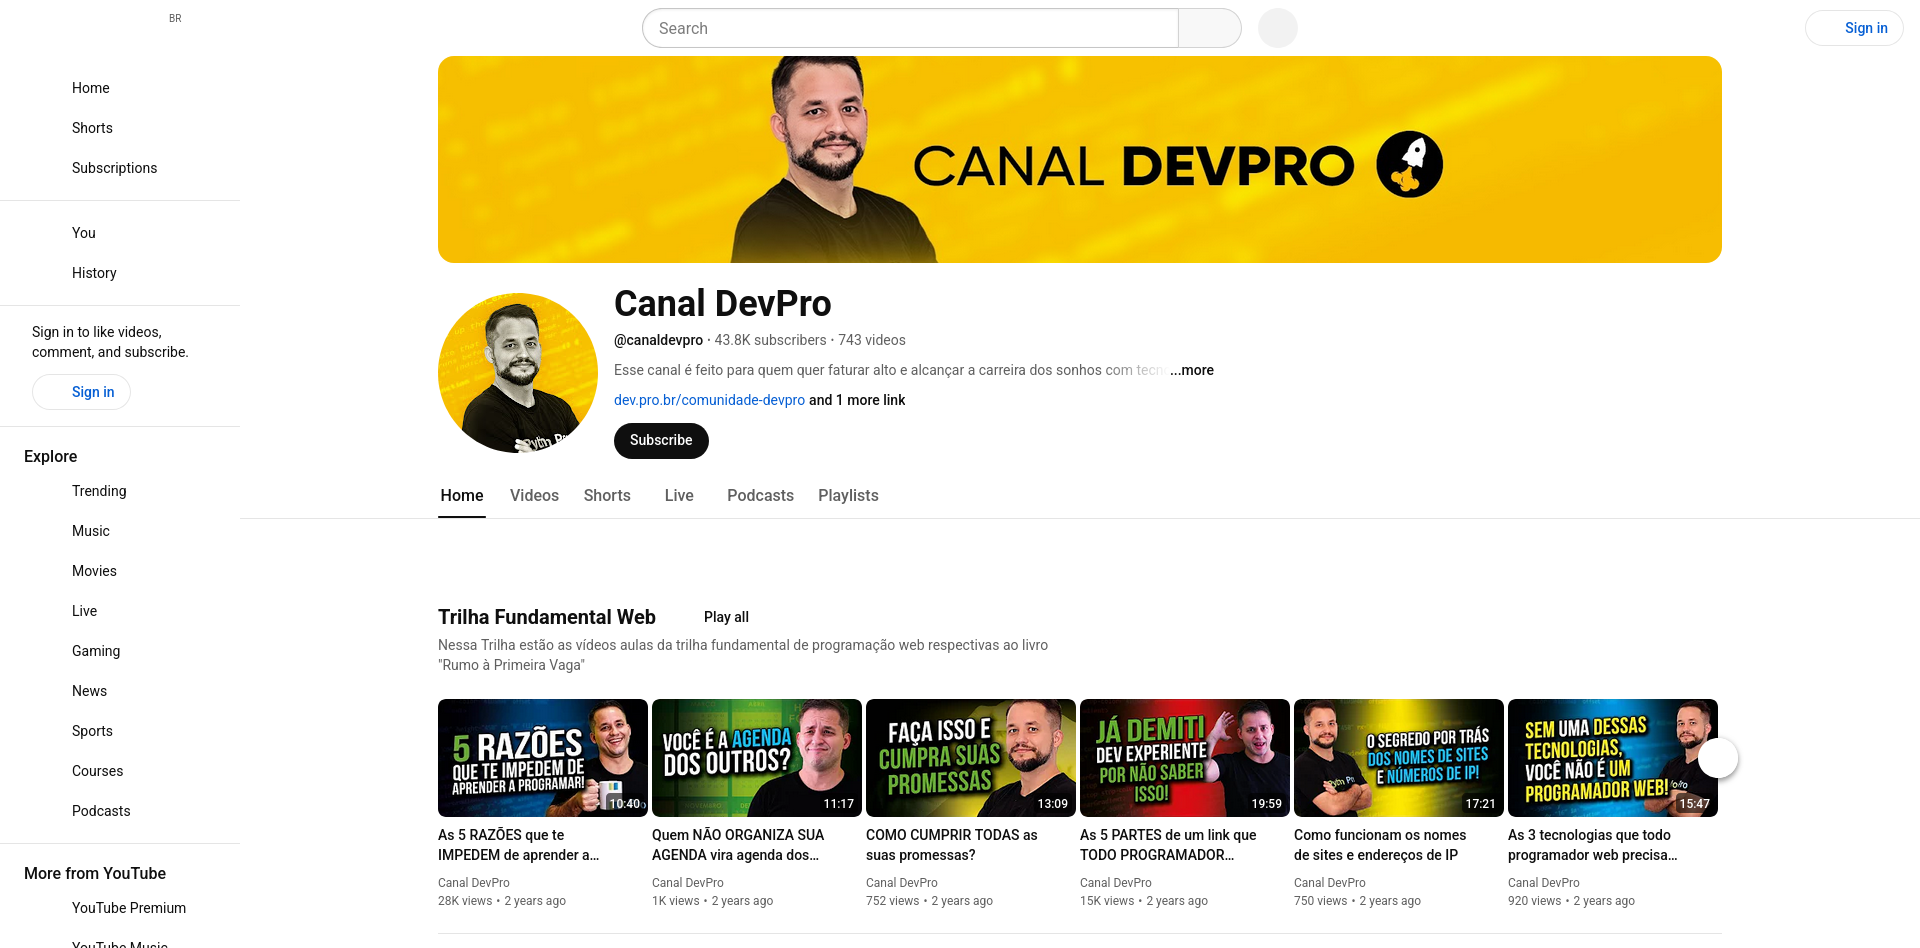 BR
Search
Sign in
Home
Shorts
Subscriptions
You
History
Sign in to like videos,
comment, and subscribe.
Sign in
Explore
Trending
Music
Movies
Live
Gaming
News
Sports
Courses
Podcasts
More from YouTube
YouTube Premium
YouTube Music
CANAL DEVPRO
Canal DevPro
@canaldevpro · 43.8K subscribers · 743 videos
Esse canal é feito para quem quer faturar alto e alcançar a carreira dos sonhos com ...more
dev.pro.br/comunidade-devpro and 1 more link
Subscribe
Home Videos Shorts Live Podcasts Playlists
Trilha Fundamental Web Play all
Nessa Trilha estão as vídeos aulas da trilha fundamental de programação web respectivas ao livro
"Rumo à Primeira Vaga"
5 RAZÕES
QUE TE IMPEDEM DE
APRENDER A PROGRAMAR!
10:40
As 5 RAZÕES que te
IMPEDEM de aprender a...
Canal DevPro
28K views • 2 years ago
VOCÊ É A AGENDA
DOS OUTROS?
11:17
Quem NÃO ORGANIZA SUA
AGENDA vira agenda dos...
Canal DevPro
1K views • 2 years ago
FAÇA ISSO E
CUMPRA SUAS
PROMESSAS
13:09
COMO CUMPRIR TODAS as
suas promessas?
Canal DevPro
752 views • 2 years ago
JÁ DEMITI
DEV EXPERIENTE
POR NÃO SABER
ISSO!
19:59
As 5 PARTES de um link que
TODO PROGRAMADOR...
Canal DevPro
15K views • 2 years ago
O SEGREDO POR TRÁS
DOS NOMES DE SITES
E NÚMEROS DE IP!
17:21
Como funcionam os nomes
de sites e endereços de IP
Canal DevPro
750 views • 2 years ago
SEM UMA DESSAS
TECNOLOGIAS,
VOCÊ NÃO É UM
PROGRAMADOR WEB!
15:47
As 3 tecnologias que todo
programador web precisa...
Canal DevPro
920 views • 2 years ago